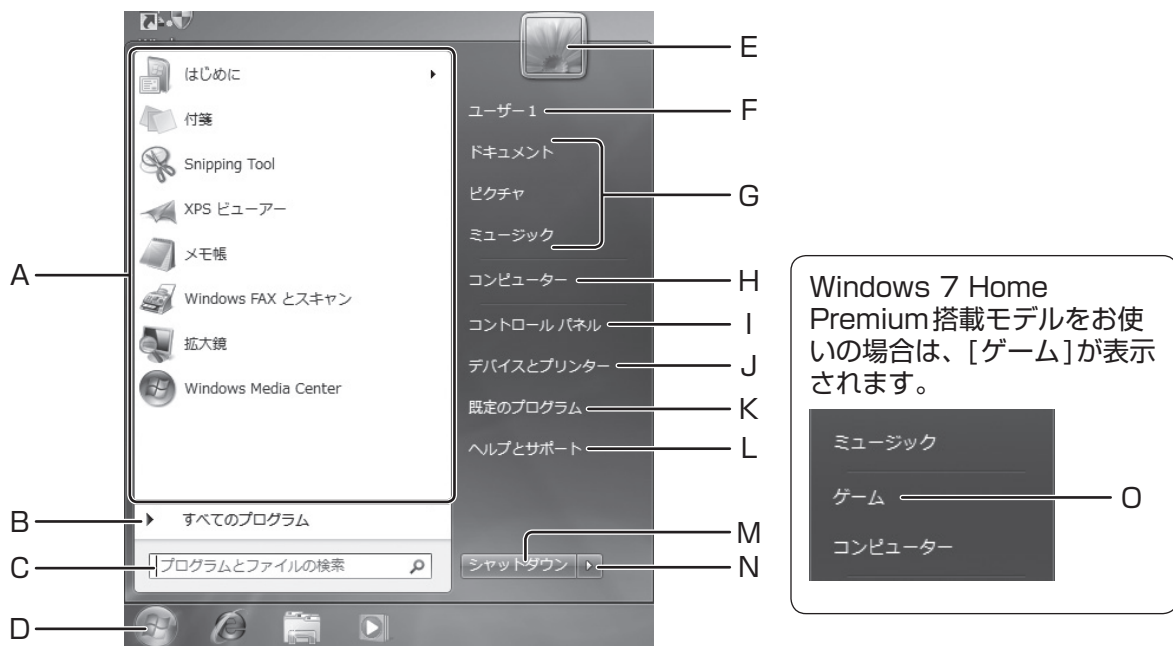 はじめに
付箋
Snipping Tool
XPS ビューアー
メモ帳
Windows FAX とスキャン
拡大鏡
Windows Media Center
すべてのプログラム
プログラムとファイルの検索
ユーザー1
ドキュメント
ピクチャ
ミュージック
コンピューター
コントロール パネル
デバイスとプリンター
既定のプログラム
ヘルプとサポート
シャットダウン
A
B
C
D
E
F
G
H
I
J
K
L
M
N
Windows 7 Home
Premium搭載モデルをお使
いの場合は、[ゲーム]が表示
されます。
ミュージック
ゲーム
コンピューター
O